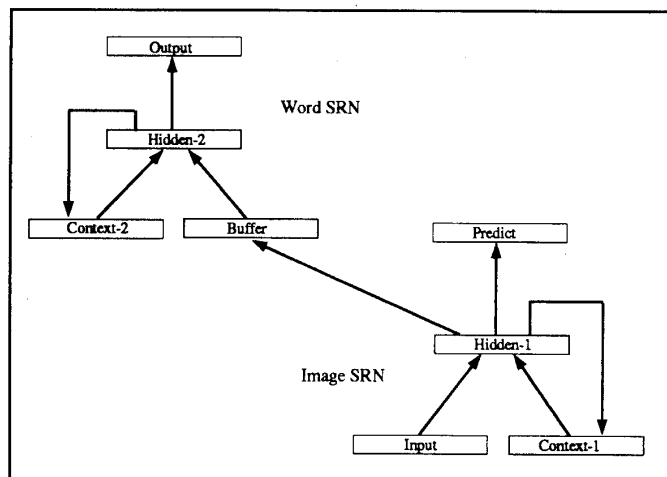 Output
Word SRN
Hidden-2
Context-2
Buffer
Predict
Hidden-1
Image SRN
Input
Context-1